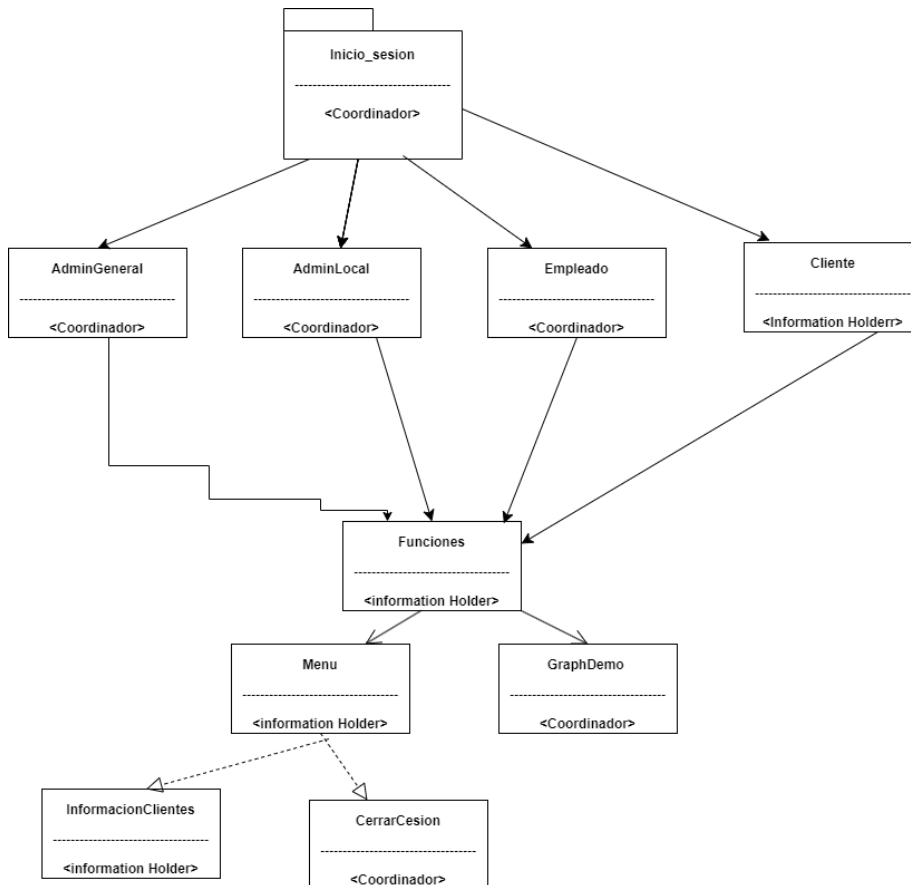 Inicio_sesion
----------------------------------
<Coordinador>
AdminGeneral
----------------------------------
<Coordinador>
AdminLocal
----------------------------------
<Coordinador>
Empleado
----------------------------------
<Coordinador>
Cliente
----------------------------------
<Information Holderr>
Funciones
----------------------------------
<information Holder>
Menu
----------------------------------
<information Holder>
GraphDemo
----------------------------------
<Coordinador>
InformacionClientes
----------------------------------
<information Holder>
CerrarCesion
----------------------------------
<Coordinador>